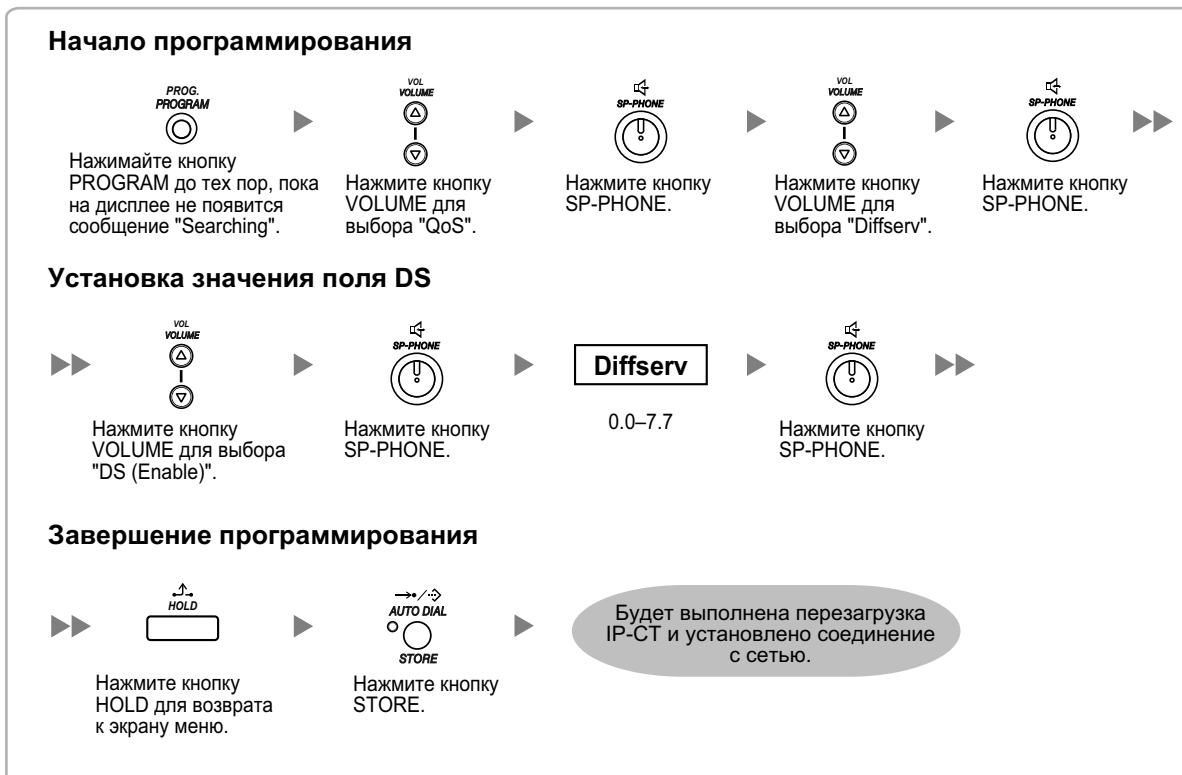 Начало программирования
PROG.
PROGRAM
Нажимайте кнопку
PROGRAM до тех пор, пока
на дисплее не появится
сообщение "Searching".
VOL
VOLUME
Нажмите кнопку
VOLUME для
выбора "QoS".
SP-PHONE
Нажмите кнопку
SP-PHONE.
VOL
VOLUME
Нажмите кнопку
VOLUME для
выбора "Diffserv".
SP-PHONE
Нажмите кнопку
SP-PHONE.
Установка значения поля DS
VOL
VOLUME
Нажмите кнопку
VOLUME для выбора
"DS (Enable)".
SP-PHONE
Нажмите кнопку
SP-PHONE.
Diffserv
0.0–7.7
SP-PHONE
Нажмите кнопку
SP-PHONE.
Завершение программирования
HOLD
Нажмите кнопку
HOLD для возврата
к экрану меню.
AUTO DIAL
STORE
Нажмите кнопку
STORE.
Будет выполнена перезагрузка
IP-CT и установлено соединение
с сетью.